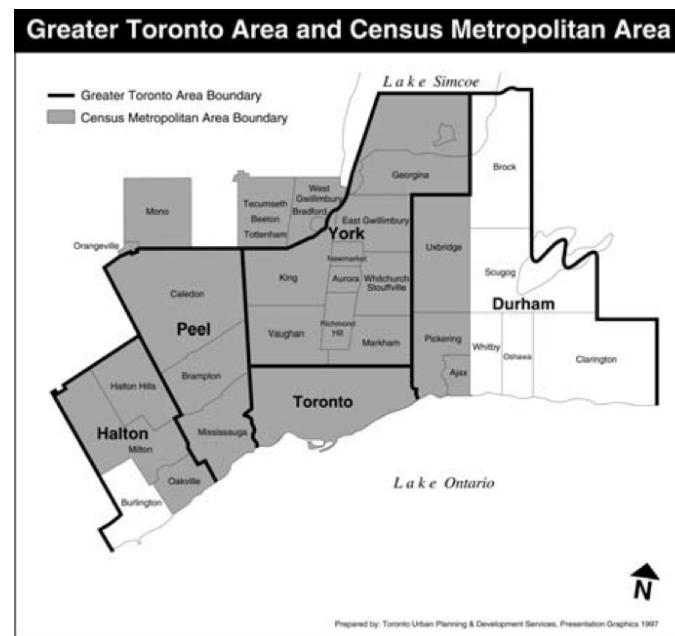 Greater Toronto Area and Census Metropolitan Area
Lake Simcoe
Greater Toronto Area Boundary
Census Metropolitan Area Boundary
Georgina
Brock
West
Gwillimbury
Bradford
Tecumseth
Beeton
Tottenham
Mono
Orangeville
East Gwillimbury
York
Uxbridge
Newmarket
Scugog
King
Aurora
Whitchurch
Stouffville
Caledon
Durham
Peel
Vaughan
Richmond
Hill
Markham
Pickering
Whitby
Oshawa
Clarington
Ajax
Brampton
Halton Hills
Toronto
Halton
Mississauga
Milton
Oakville
Burlington
Lake Ontario
N
Prepared by: Toronto Urban Planning & Development Services, Presentation Graphics 1997